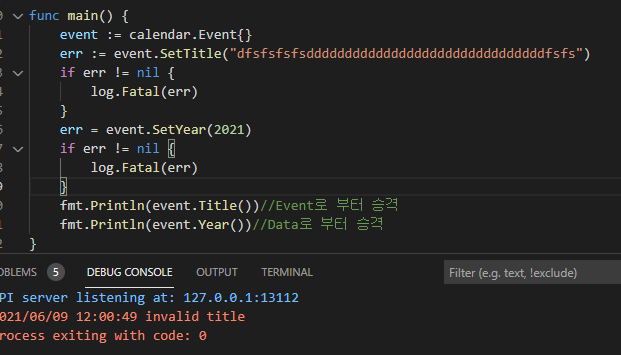 0 func main() {
1 event := calendar.Event{}
2 err := event.SetTitle("dfsfsfsfsdddddddddddddddddddddddddddddddfsfs")
3 if err != nil {
4 log.Fatal(err)
5 }
6 err = event.SetYear(2021)
7 if err != nil {
8 log.Fatal(err)
9 }
0 fmt.Println(event.Title())//Event로 부터 승격
1 fmt.Println(event.Year())//Data로 부터 승격
2 }
OBLEMS 5 DEBUG CONSOLE OUTPUT TERMINAL Filter (e.g. text, !exclude)
PI server listening at: 127.0.0.1:13112
021/06/09 12:00:49 invalid title
rocess exiting with code: 0